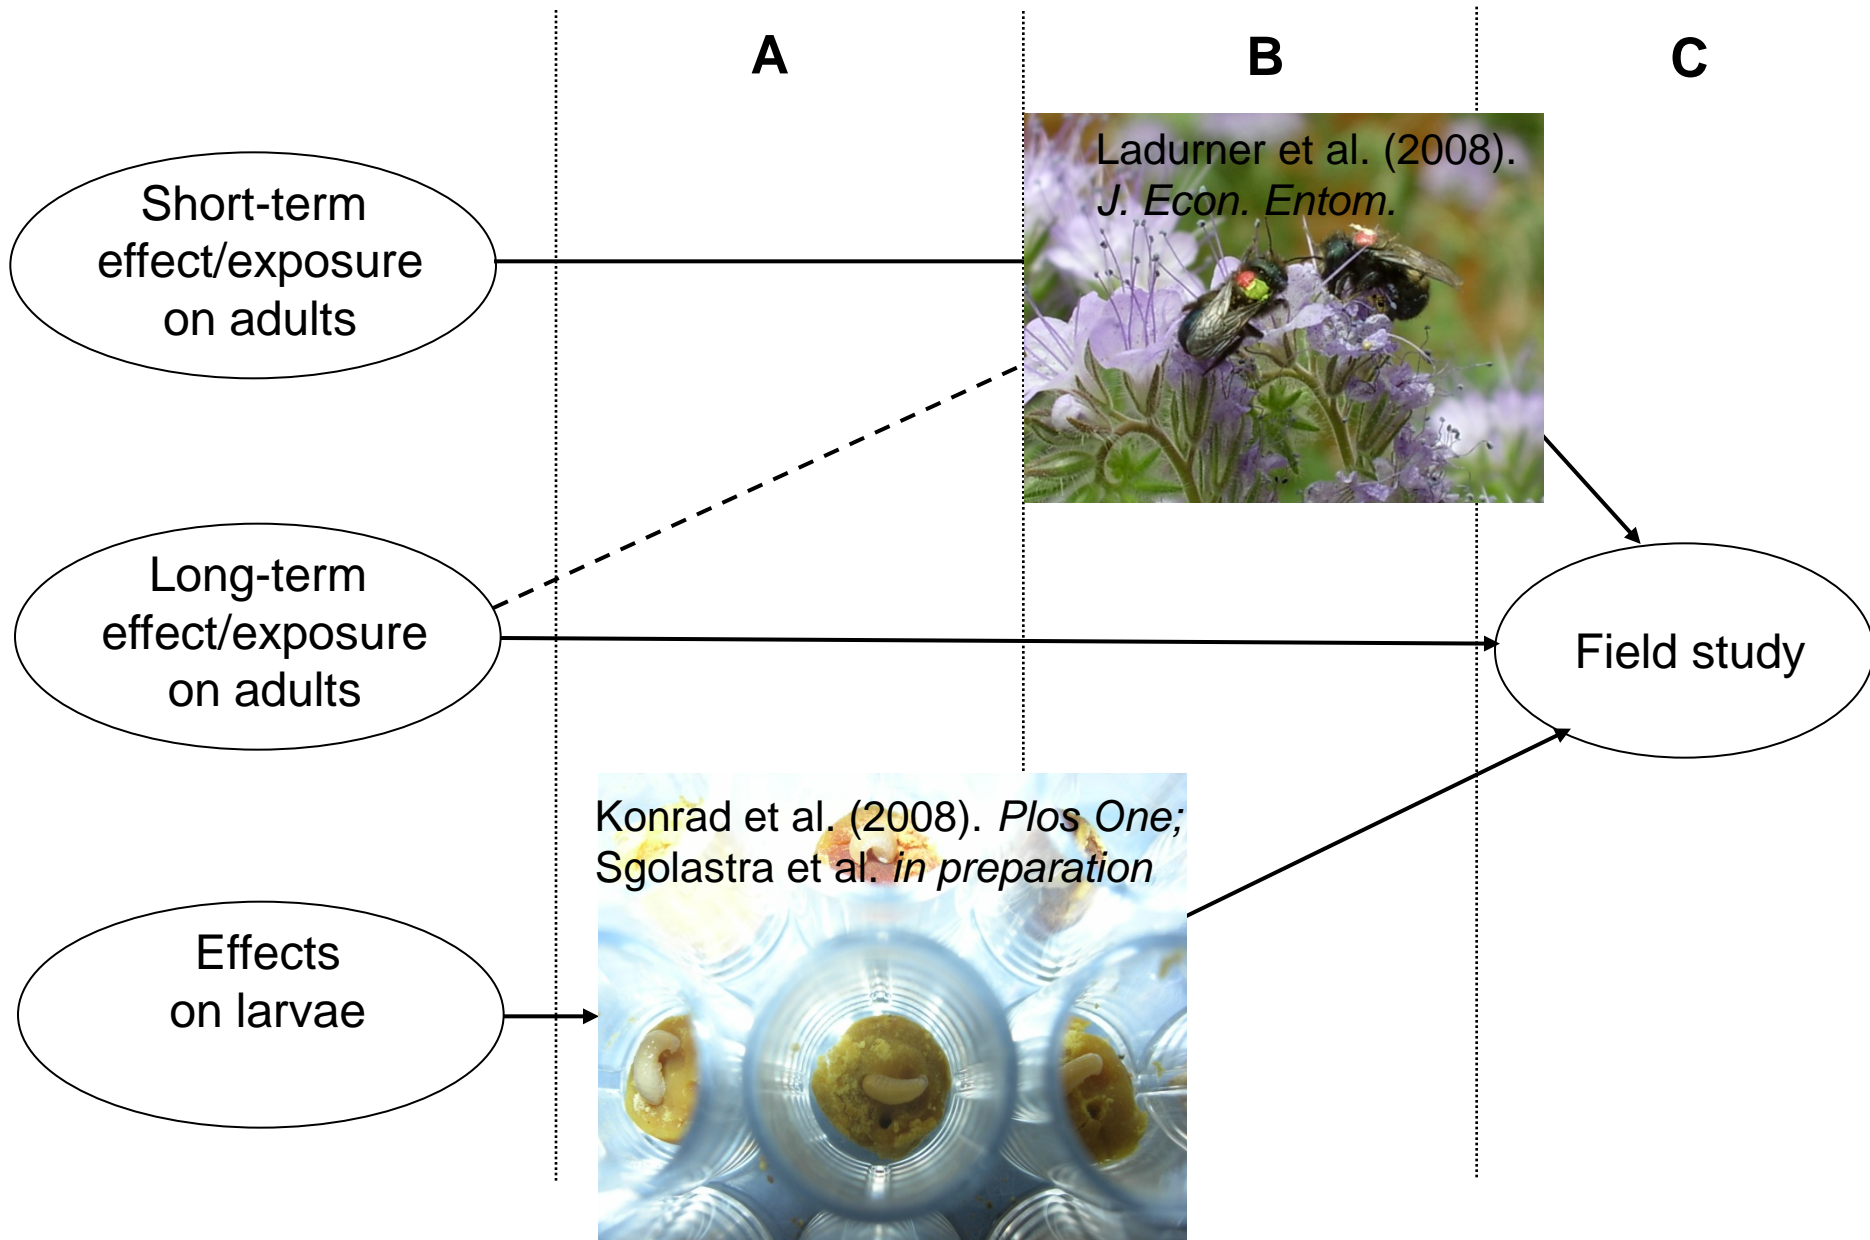 A
B
C
Ladurner et al. (2008).
J. Econ. Entom.
Short-term
effect/exposure
on adults
Long-term
effect/exposure
on adults
Field study
Konrad et al. (2008). Plos One;
Sgolastra et al. in preparation
Effects
on larvae